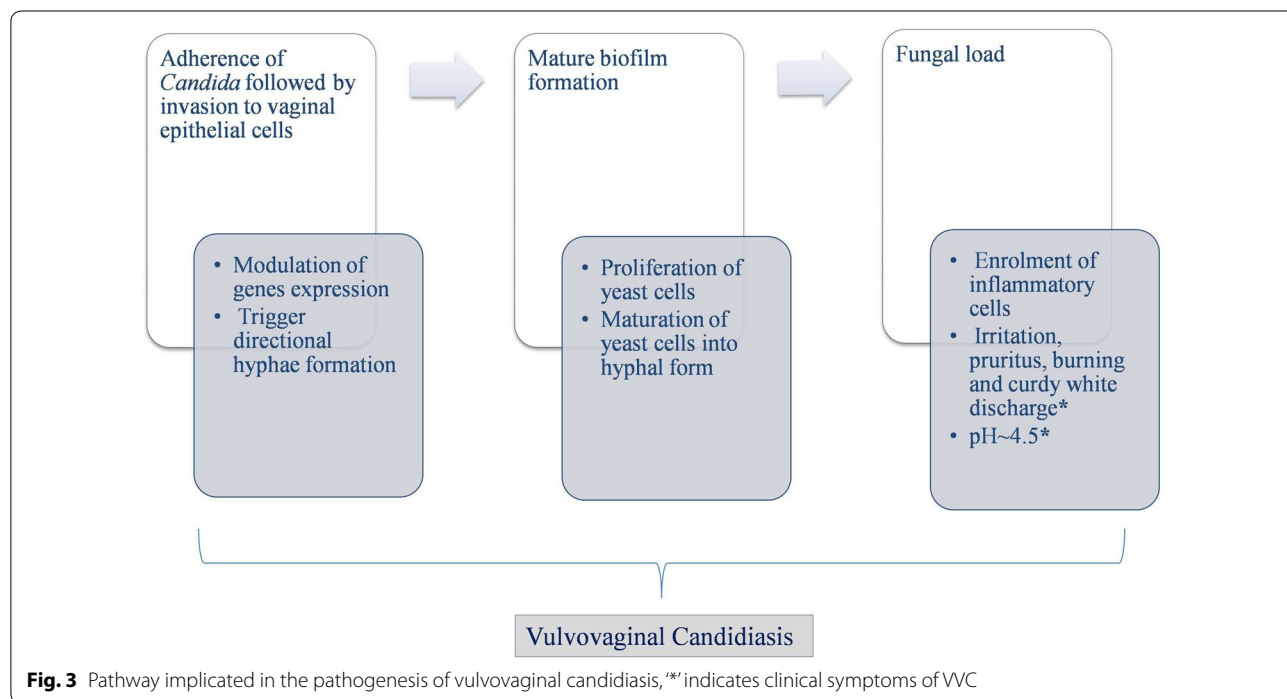 Adherence of
Candida followed by
invasion to vaginal
epithelial cells
• Modulation of
genes expression
• Trigger
directional
hyphae formation
Mature biofilm
formation
• Proliferation of
yeast cells
• Maturation of
yeast cells into
hyphal form
Fungal load
• Enrolment of
inflammatory
cells
• Irritation,
pruritus, burning
and curdy white
discharge*
• pH~4.5*
Vulvovaginal Candidiasis
Fig. 3 Pathway implicated in the pathogenesis of vulvovaginal candidiasis, ‘*’ indicates clinical symptoms of VVC